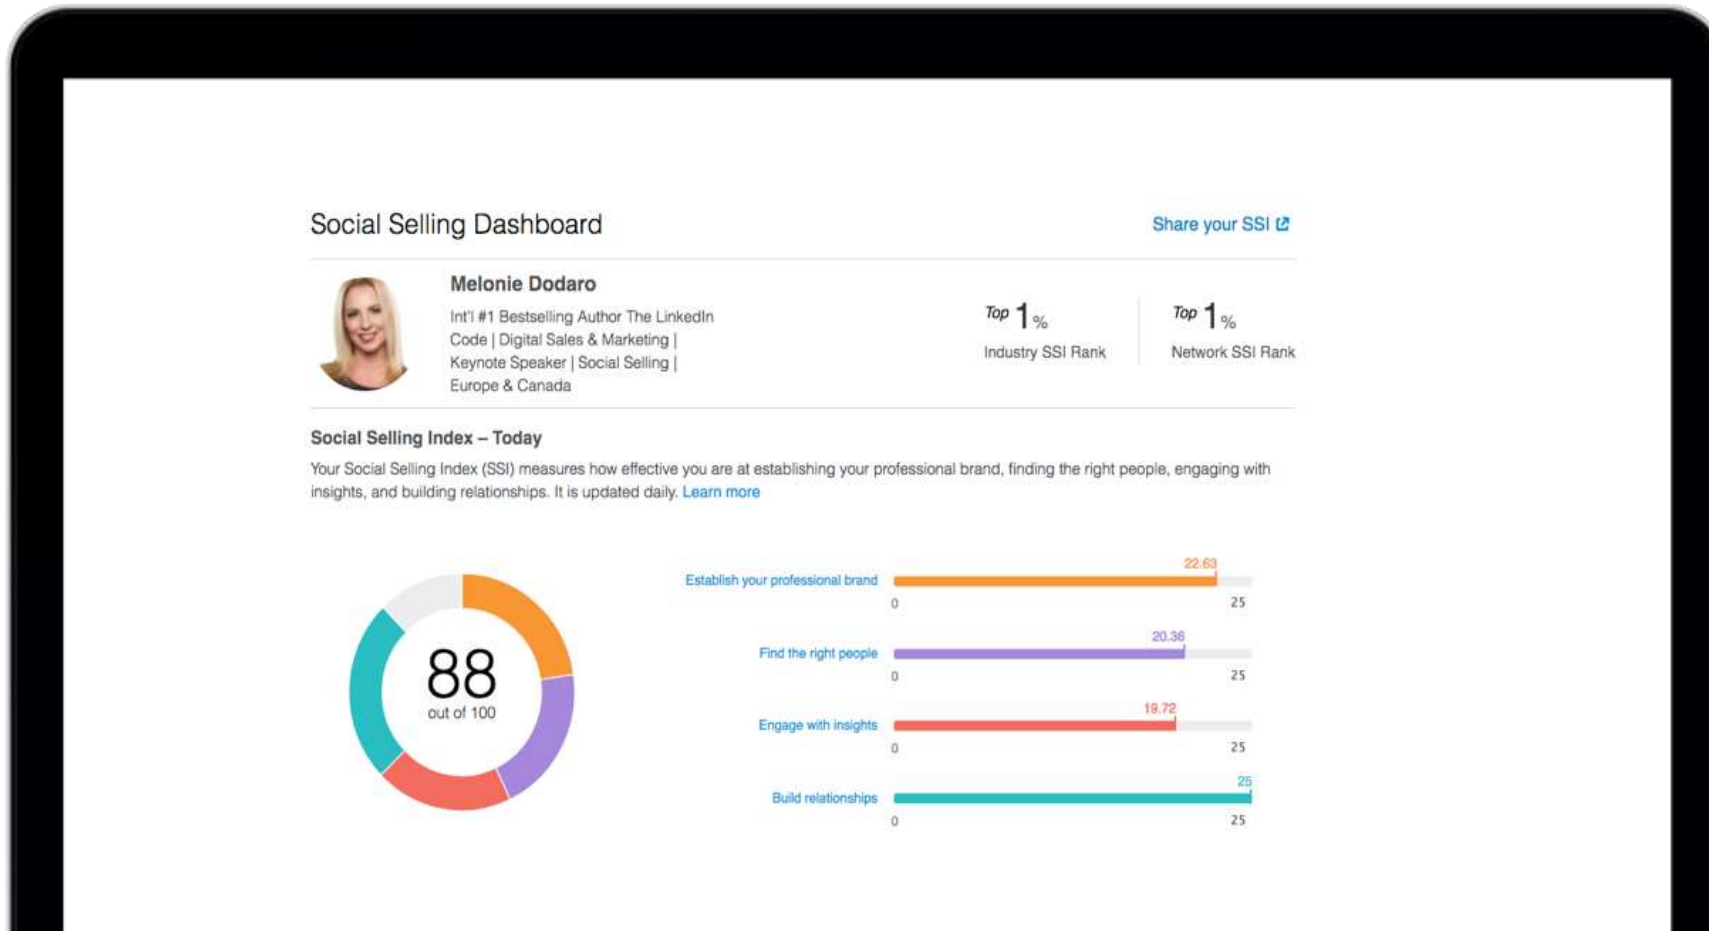 Social Selling Dashboard
Share your SSI
Melonie Dodaro
Int'l #1 Bestselling Author The LinkedIn
Code | Digital Sales & Marketing |
Keynote Speaker | Social Selling |
Europe & Canada
Top 1%
Industry SSI Rank
Top 1%
Network SSI Rank
Social Selling Index – Today
Your Social Selling Index (SSI) measures how effective you are at establishing your professional brand, finding the right people, engaging with
insights, and building relationships. It is updated daily. Learn more
88
out of 100
22.63
Establish your professional brand
0 25
20.36
Find the right people
0 25
19.72
Engage with insights
0 25
25
Build relationships
0 25